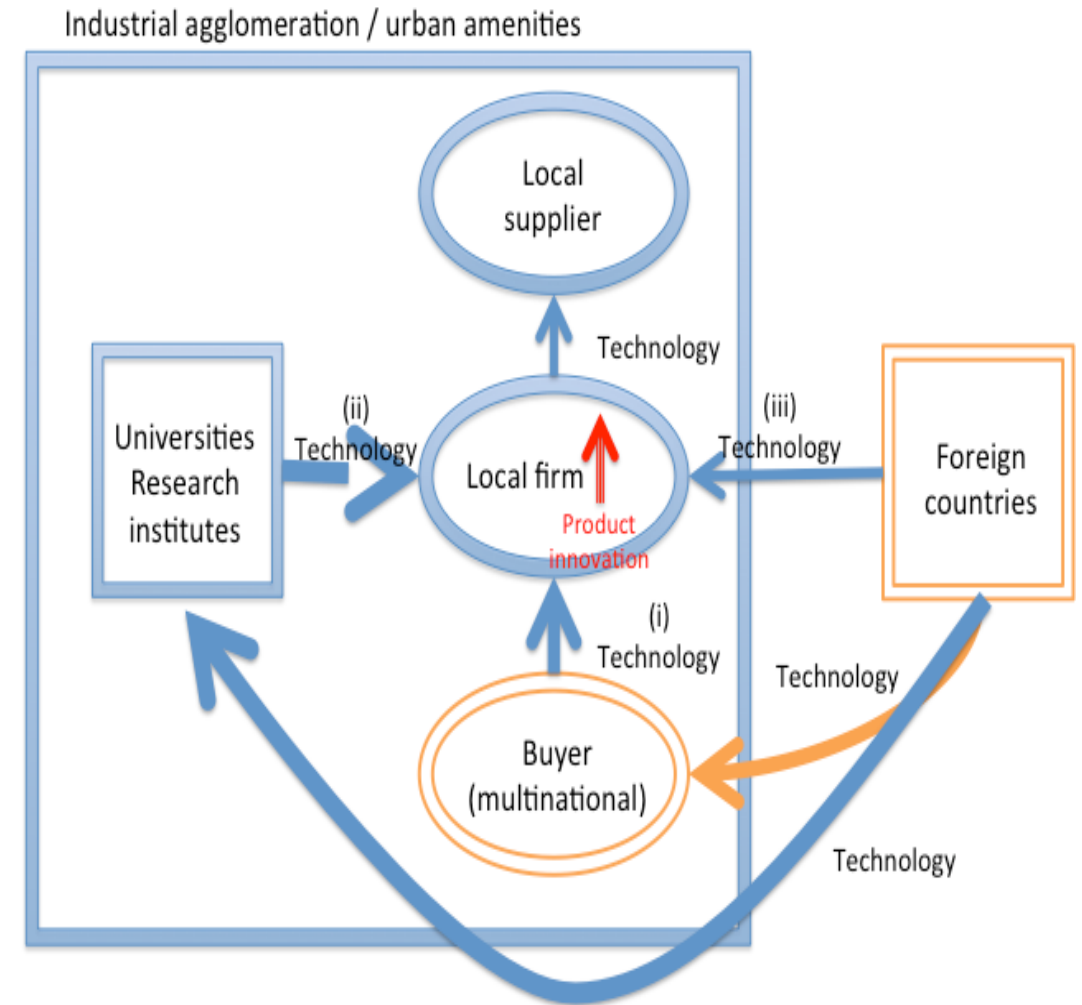 Industrial agglomeration / urban amenities
Local
supplier
Technology
(ii)
Technology
Universities
Research
institutes
Local firm
Product
innovation
(iii)
Technology
Foreign
countries
(i)
Technology
Technology
Buyer
(multinational)
Technology